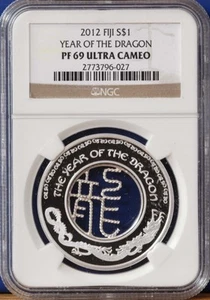 2012 FIJI S$1
YEAR OF THE DRAGON
PF 69 ULTRA CAMEO
2773796-027
NGC
THE YEAR OF THE DRAGON